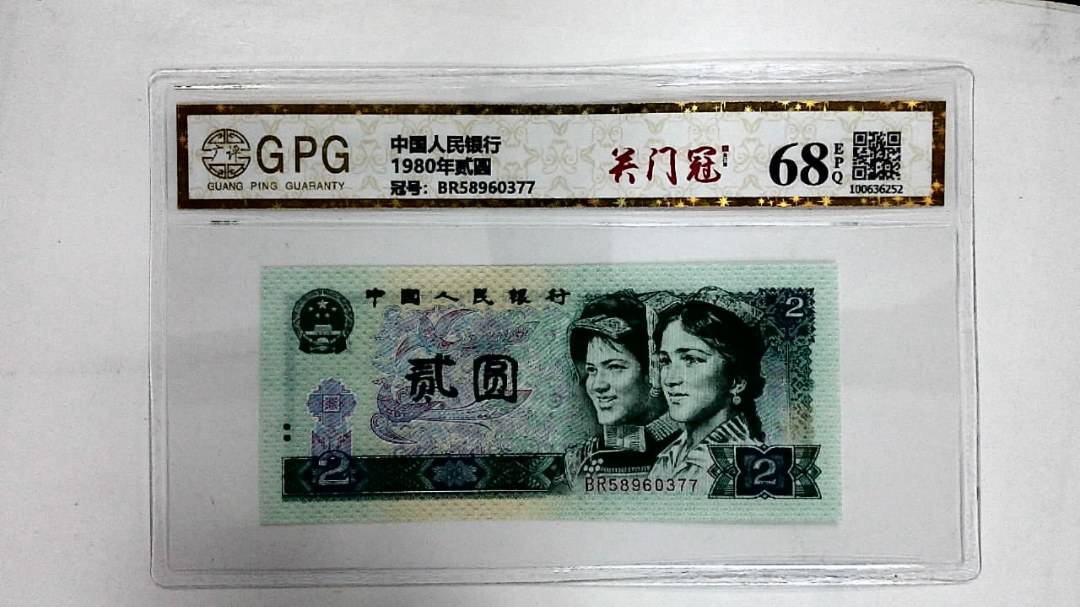 GPG
GUANG PING GUARANTY
中国人民银行
1980年贰圆
冠号：BR58960377
关门冠
68
EPQ
100636252
中国人民银行
2
贰圆
2
BR58960377
2